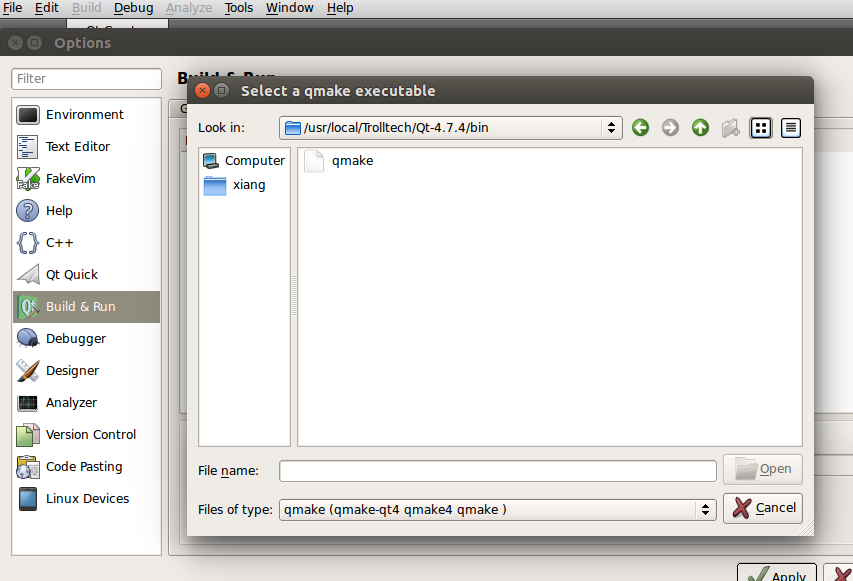 File Edit Build Debug Analyze Tools Window Help
Options
Filter
Build & Run
Environment
Text Editor
FakeVim
Help
C++
Qt Quick
Build & Run
Debugger
Designer
Analyzer
Version Control
Code Pasting
Linux Devices
Select a qmake executable
Look in: /usr/local/Trolltech/Qt-4.7.4/bin
Computer
xiang
qmake
File name: Open
Files of type: qmake (qmake-qt4 qmake4 qmake ) Cancel
Apply